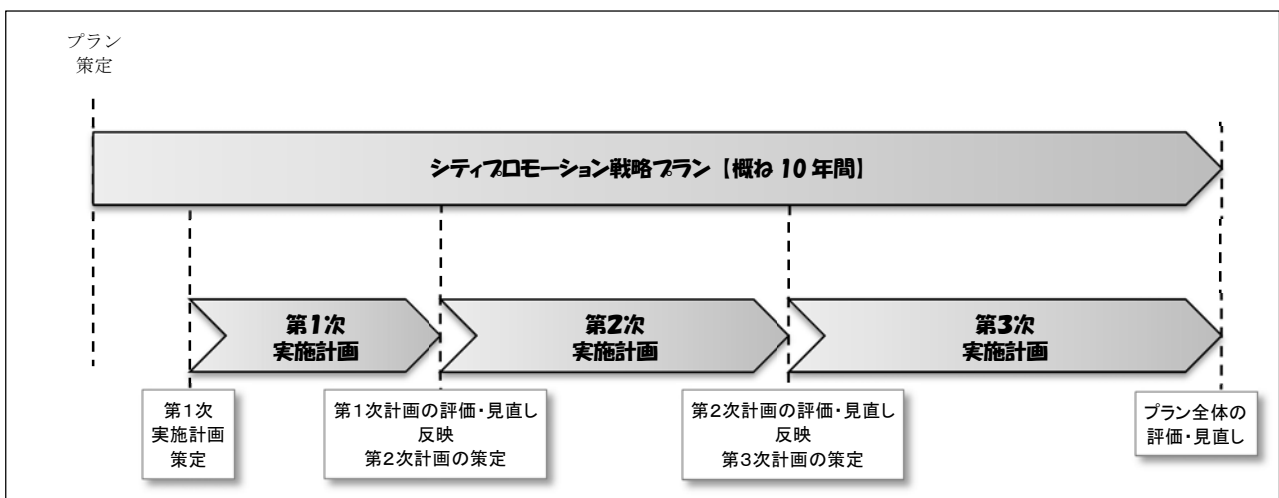 プラン
策定
シティプロモーション戦略プラン【概ね10年間】
第1次
実施計画
第2次
実施計画
第3次
実施計画
第1次
実施計画
策定
第1次計画の評価・見直し
反映
第2次計画の策定
第2次計画の評価・見直し
反映
第3次計画の策定
プラン全体の
評価・見直し